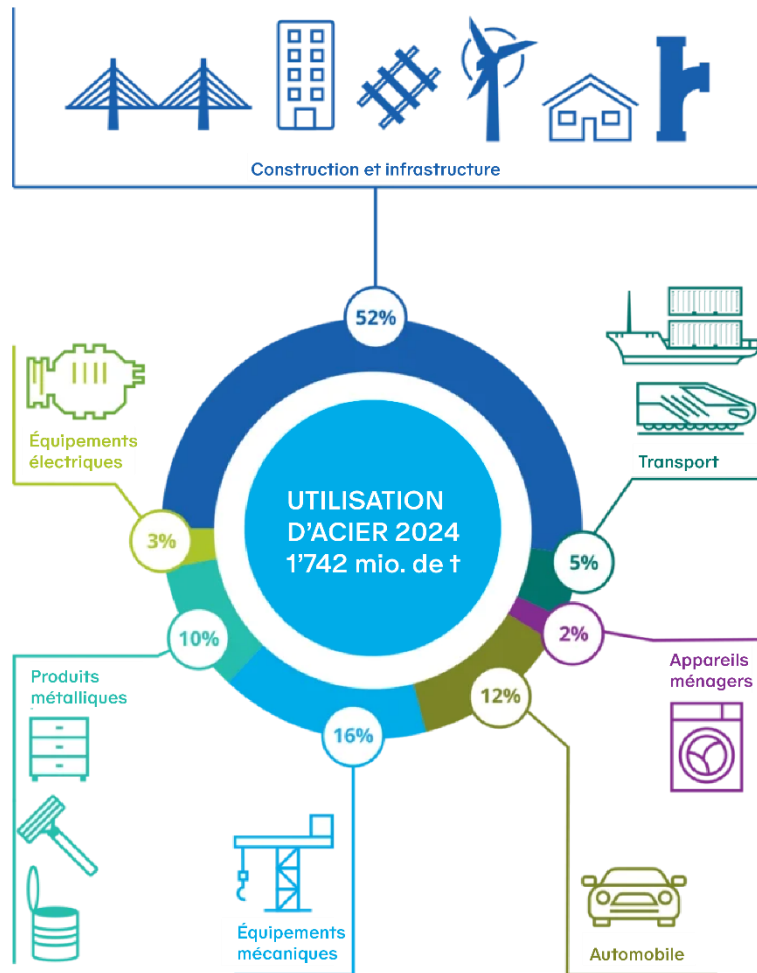 Construction et infrastructure
52%
Équipements
électriques
Transport
UTILISATION
D'ACIER 2024
1'742 mio. de t
3%
5%
10%
2%
Produits
métalliques
Appareils
ménagers
12%
16%
Équipements
mécaniques
Automobile